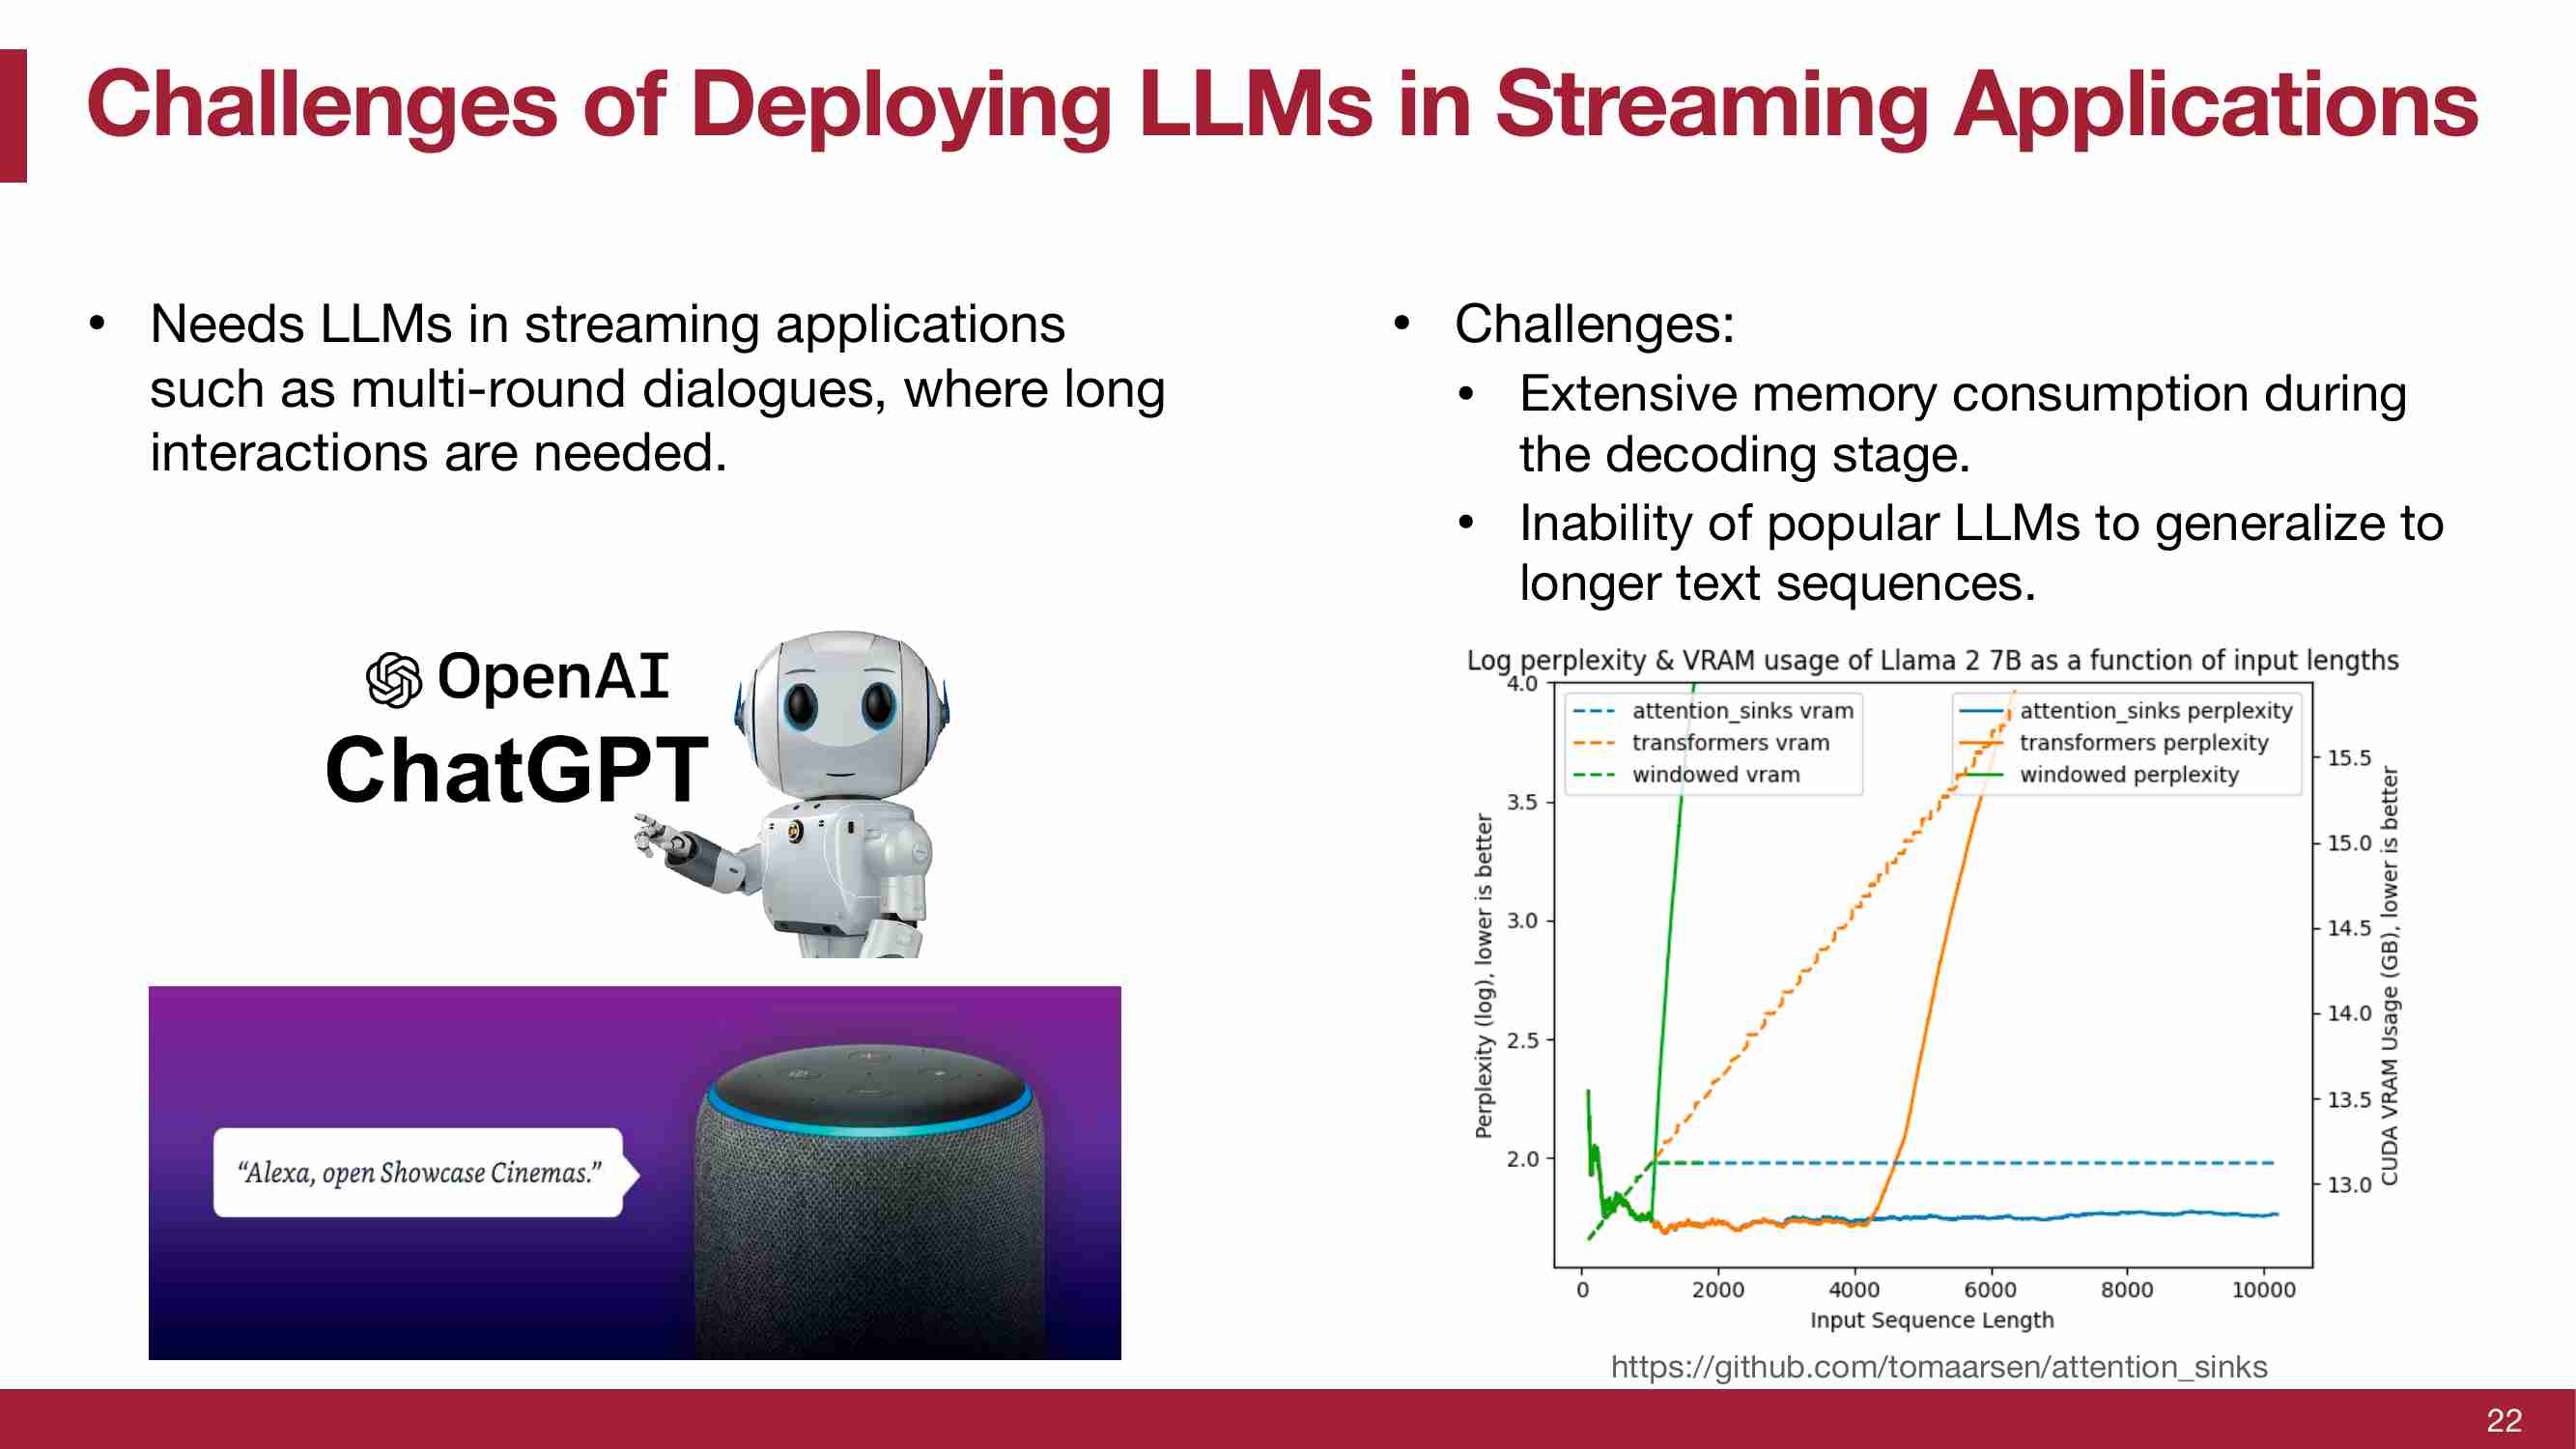 Challenges of Deploying LLMs in Streaming Applications
• Needs LLMs in streaming applications
such as multi-round dialogues, where long
interactions are needed.
OpenAI
ChatGPT
“Alexa, open Showcase Cinemas.”
• Challenges:
• Extensive memory consumption during
the decoding stage.
• Inability of popular LLMs to generalize to
longer text sequences.
Log perplexity & VRAM usage of Llama 2 7B as a function of input lengths
attention_sinks vram
transformers vram
windowed vram
attention_sinks perplexity
transformers perplexity
windowed perplexity
Perplexity (log), lower is better
4.0
3.5
3.0
2.5
2.0
15.5
15.0
14.5
14.0
13.5
13.0
CUDA VRAM Usage (GB), lower is better
0 2000 4000 6000 8000 10000
Input Sequence Length
https://github.com/tomaarsen/attention_sinks
22